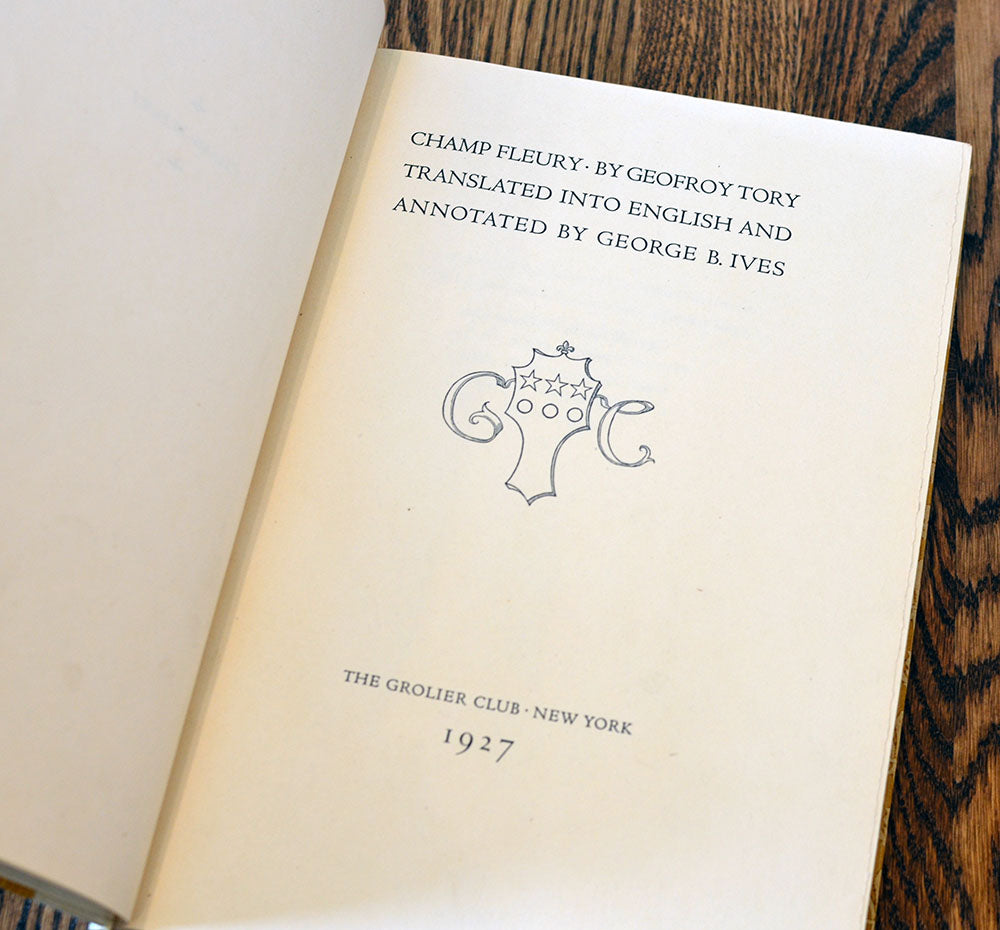 CHAMP FLEURY · BY GEOFROY TORY
TRANSLATED INTO ENGLISH AND
ANNOTATED BY GEORGE B. IVES
G C
THE GROLIER CLUB · NEW YORK
1927